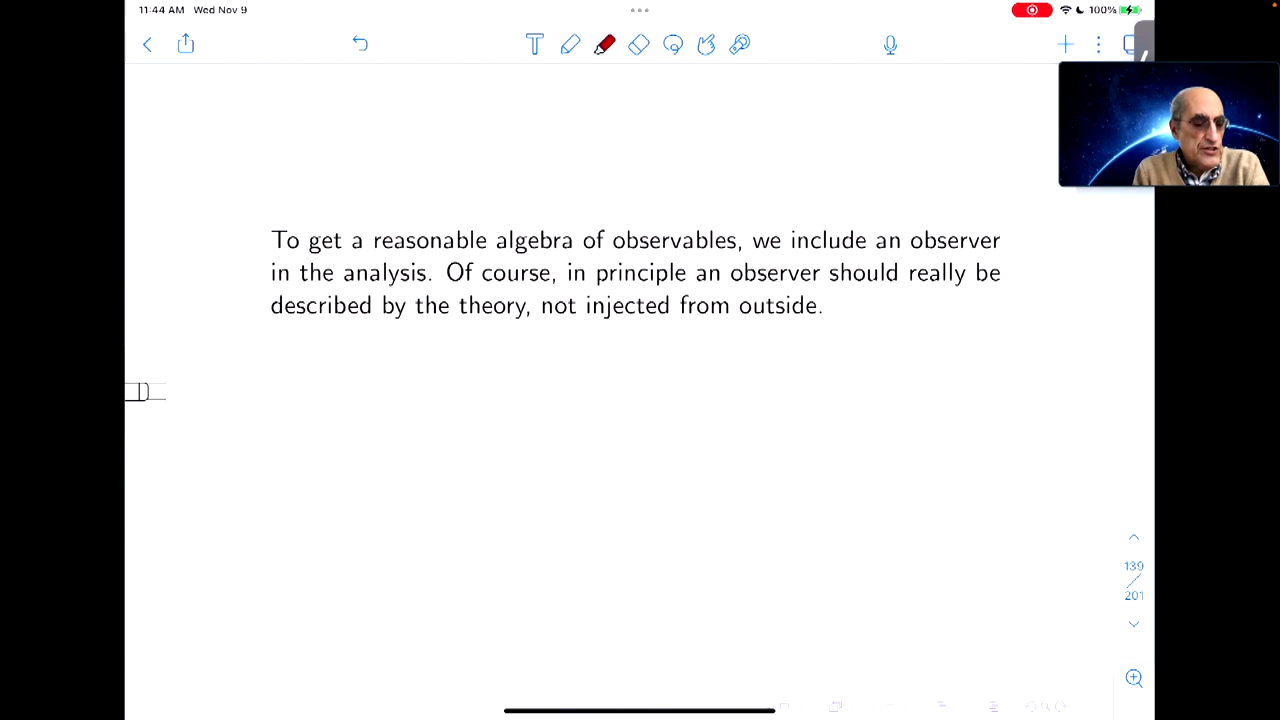 11:44 AM Wed Nov 9
100%
To get a reasonable algebra of observables, we include an observer
in the analysis. Of course, in principle an observer should really be
described by the theory, not injected from outside.
139
201